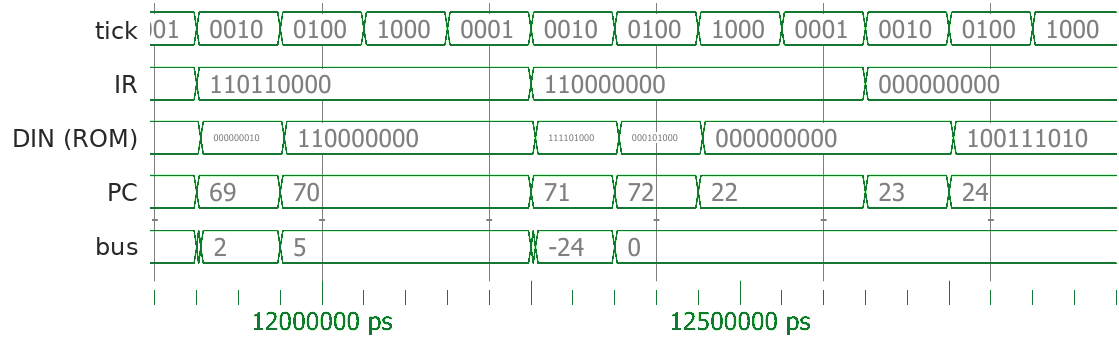 tick 001 0010 0100 1000 0001 0010 0100 1000 0001 0010 0100 1000
IR 110110000 110000000 000000000
DIN (ROM) 000000010 110000000 111101000 000101000 000000000 100111010
PC 69 70 71 72 22 23 24
bus 2 5 -24 0
12000000 ps 12500000 ps